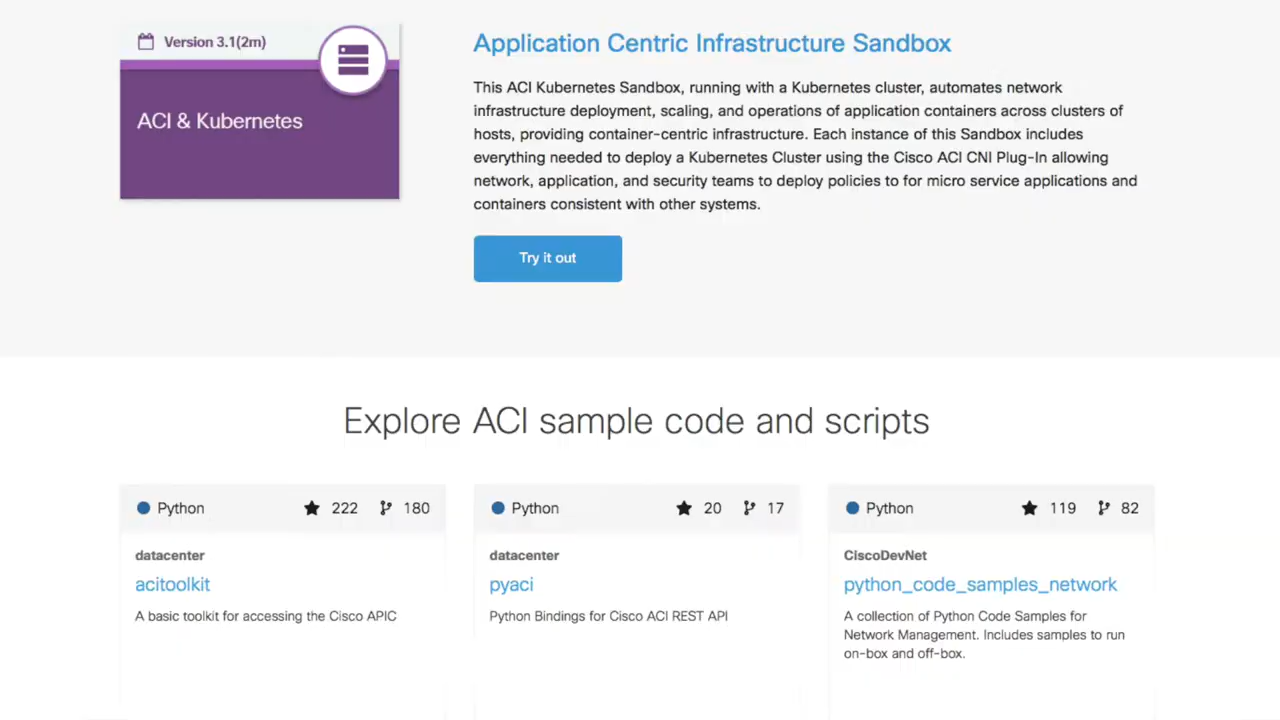 Version 3.1(2m)
ACI & Kubernetes
Application Centric Infrastructure Sandbox
This ACI Kubernetes Sandbox, running with a Kubernetes cluster, automates network
infrastructure deployment, scaling, and operations of application containers across clusters of
hosts, providing container-centric infrastructure. Each instance of this Sandbox includes
everything needed to deploy a Kubernetes Cluster using the Cisco ACI CNI Plug-In allowing
network, application, and security teams to deploy policies to for micro service applications and
containers consistent with other systems.
Try it out
Explore ACI sample code and scripts
Python 222 180
datacenter
acitoolkit
A basic toolkit for accessing the Cisco APIC
Python 20 17
datacenter
pyaci
Python Bindings for Cisco ACI REST API
Python 119 82
CiscoDevNet
python_code_samples_network
A collection of Python Code Samples for
Network Management. Includes samples to run
on-box and off-box.